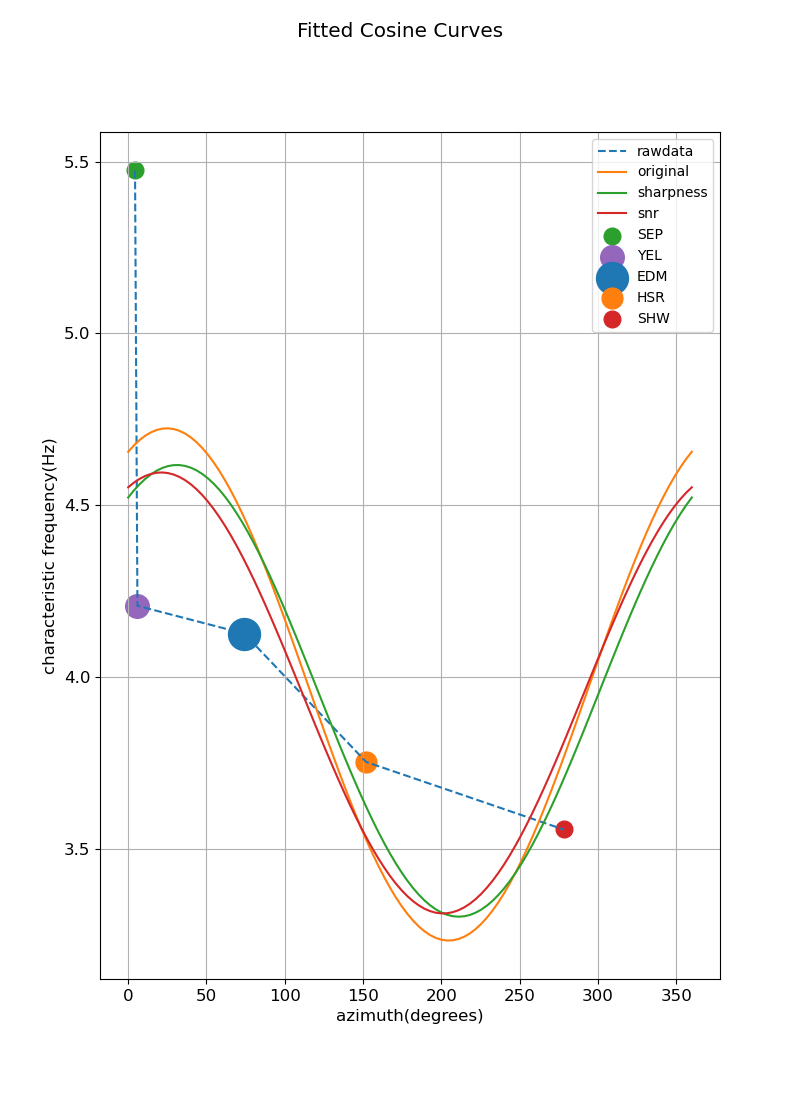 Fitted Cosine Curves
rawdata
original
sharpness
snr
SEP
YEL
EDM
HSR
SHW
characteristic frequency(Hz)
5.5
5.0
4.5
4.0
3.5
0 50 100 150 200 250 300 350
azimuth(degrees)